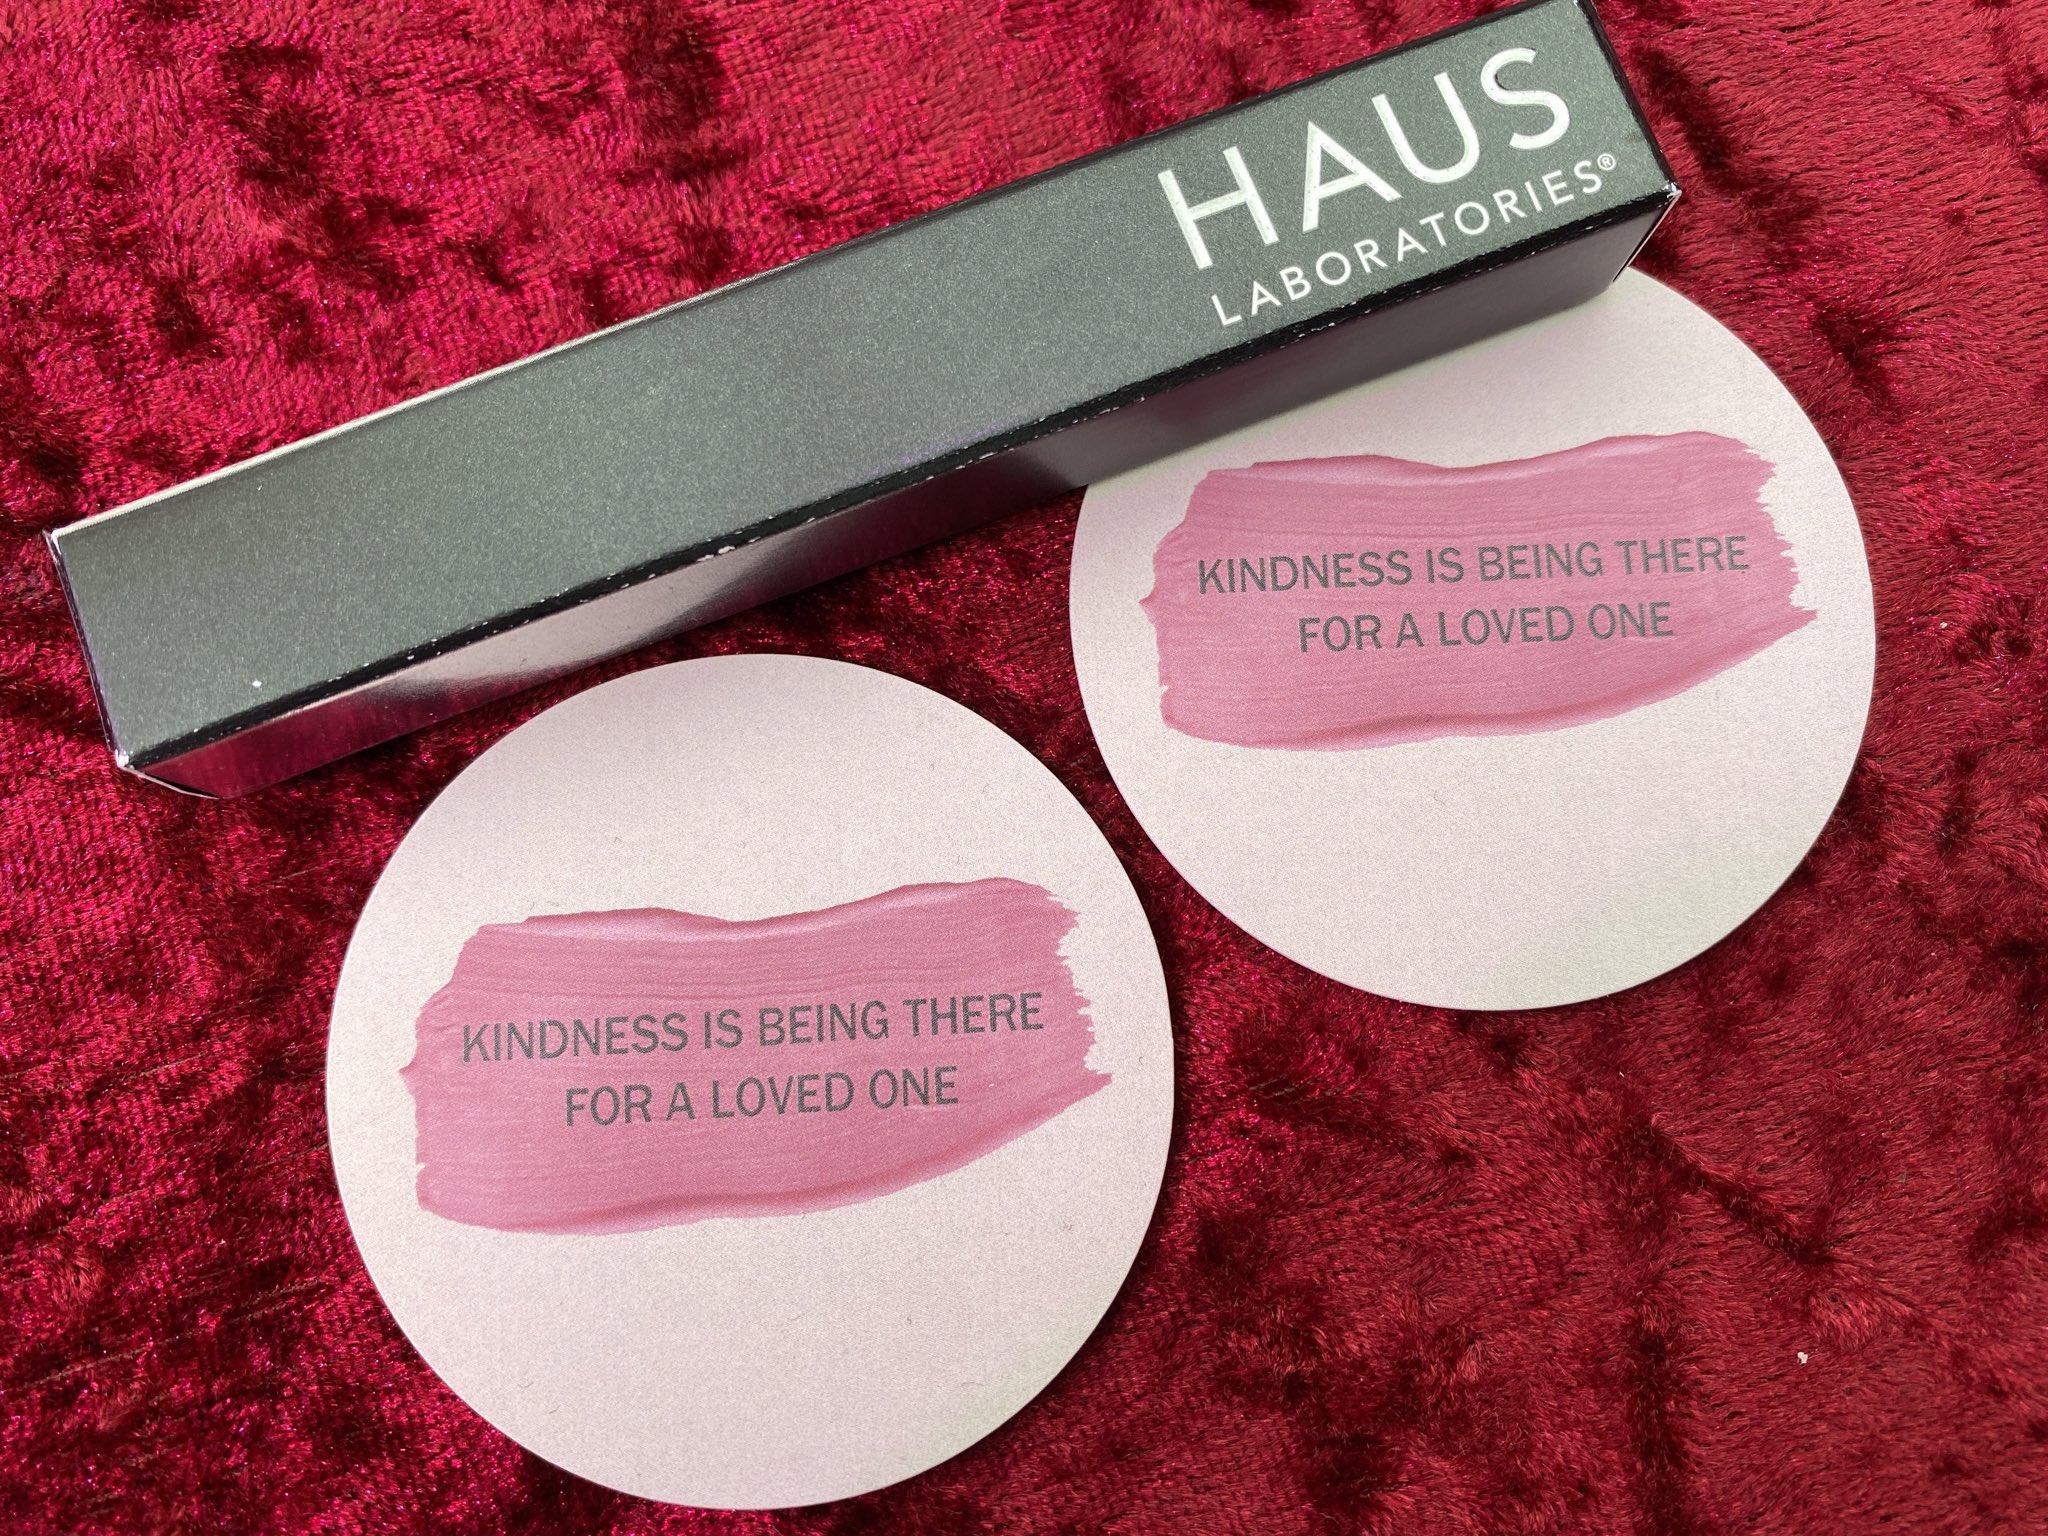 HAUS
LABORATORIES®
KINDNESS IS BEING THERE
FOR A LOVED ONE
KINDNESS IS BEING THERE
FOR A LOVED ONE